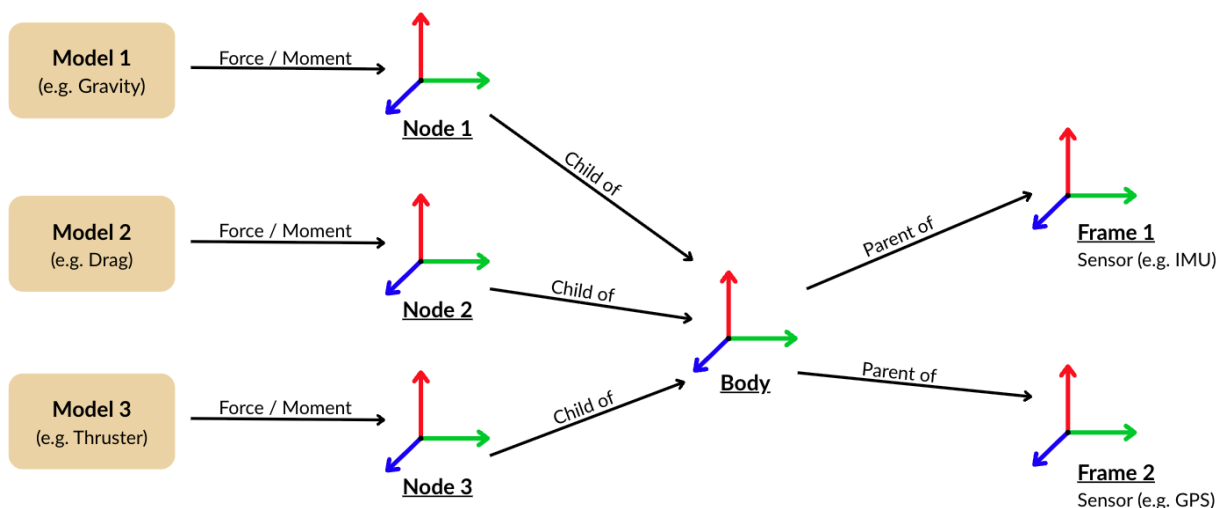 Model 1
(e.g. Gravity)
Force / Moment
Node 1
Child of
Model 2
(e.g. Drag)
Force / Moment
Node 2
Child of
Model 3
(e.g. Thruster)
Force / Moment
Node 3
Child of
Body
Parent of
Frame 1
Sensor (e.g. IMU)
Parent of
Frame 2
Sensor (e.g. GPS)